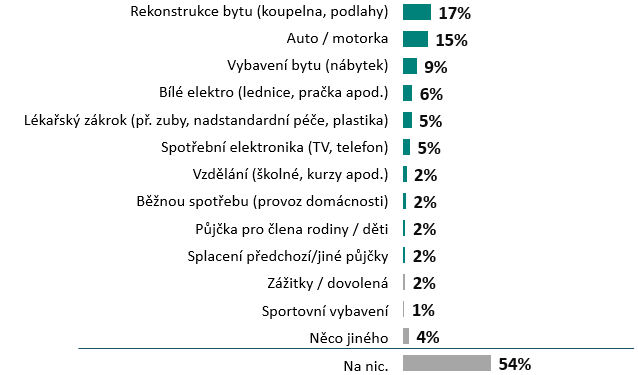 Rekonstrukce bytu (koupelna, podlahy) 17%
Auto / motorka 15%
Vybavení bytu (nábytek) 9%
Bílé elektro (lednice, pračka apod.) 6%
Lékařský zákrok (př. zuby, nadstandardní péče, plastika) 5%
Spotřební elektronika (TV, telefon) 5%
Vzdělání (školné, kurzy apod.) 2%
Běžnou spotřebu (provoz domácnosti) 2%
Půjčka pro člena rodiny / děti 2%
Splacení předchozí/jiné půjčky 2%
Zážitky / dovolená 2%
Sportovní vybavení 1%
Něco jiného 4%
Na nic. 54%